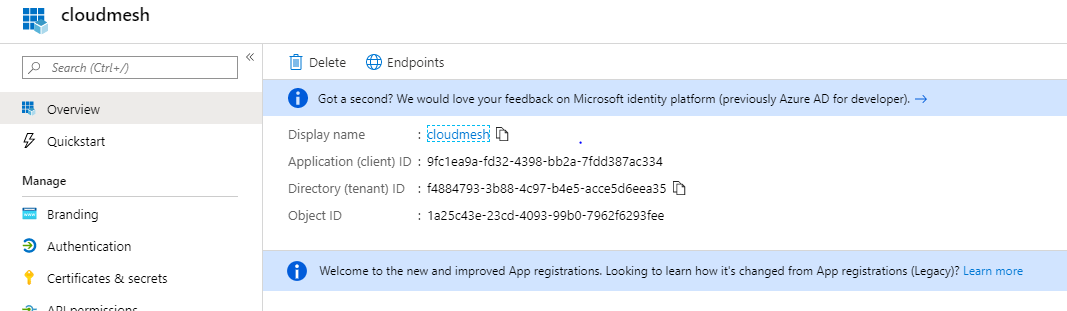 cloudmesh
Search (Ctrl+/)
«
Overview
Quickstart
Manage
Branding
Authentication
Certificates & secrets
API permissions
Delete
Endpoints
Got a second? We would love your feedback on Microsoft identity platform (previously Azure AD for developer). →
Display name : cloudmesh
Application (client) ID : 9fc1ea9a-fd32-4398-bb2a-7fdd387ac334
Directory (tenant) ID : f4884793-3b88-4c97-b4e5-acce5d6eea35
Object ID : 1a25c43e-23cd-4093-99b0-7962f6293fee
Welcome to the new and improved App registrations. Looking to learn how it's changed from App registrations (Legacy)? Learn more